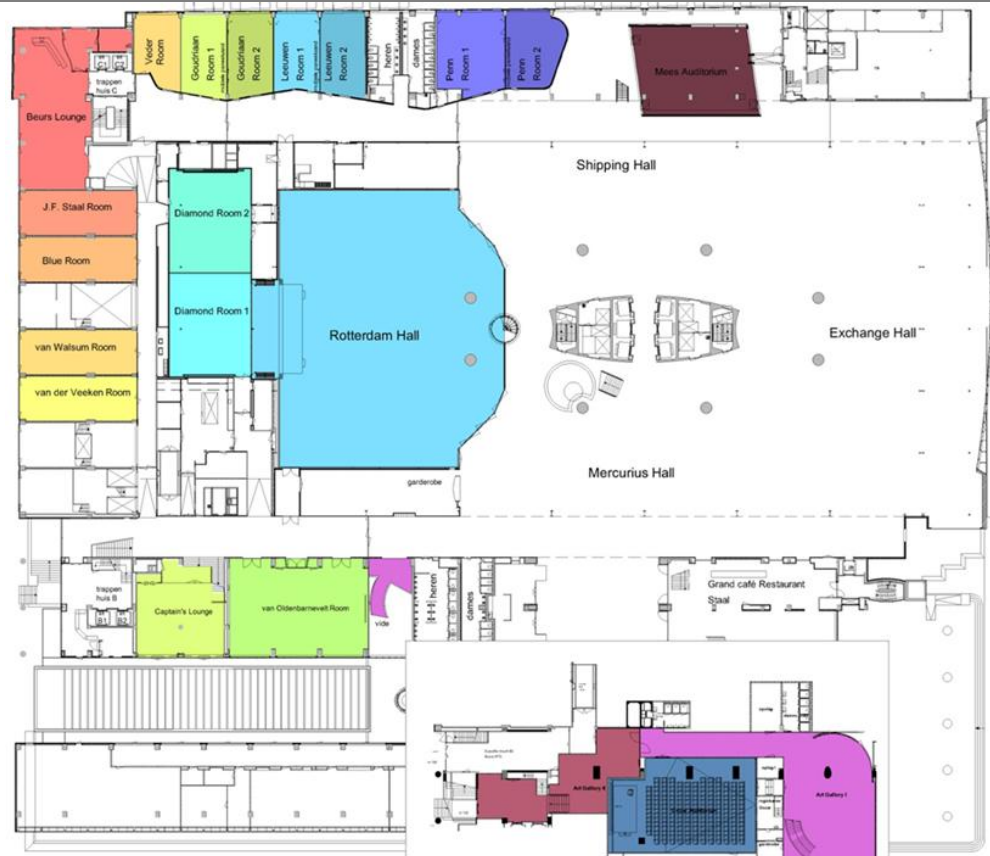 Veder
Room
Goudriaan
Room 1
Goudriaan
Room 2
Leeuwen
Room 1
Leeuwen
Room 2
heren
dames
Penn
Room 1
Penn
Room 2
Mees Auditorium
trappen
huis C
Beurs Lounge
Shipping Hall
J.F. Staal Room
Diamond Room 2
Blue Room
Diamond Room 1
Rotterdam Hall
Exchange Hall
van Walsum Room
van der Veeken Room
Mercurius Hall
garderobe
trappen
huis B
B1
B2
Captain's Lounge
van Oldenbarnevelt Room
vide
heren
dames
Grand café Restaurant
Staal
Art Gallery II
Art Gallery I